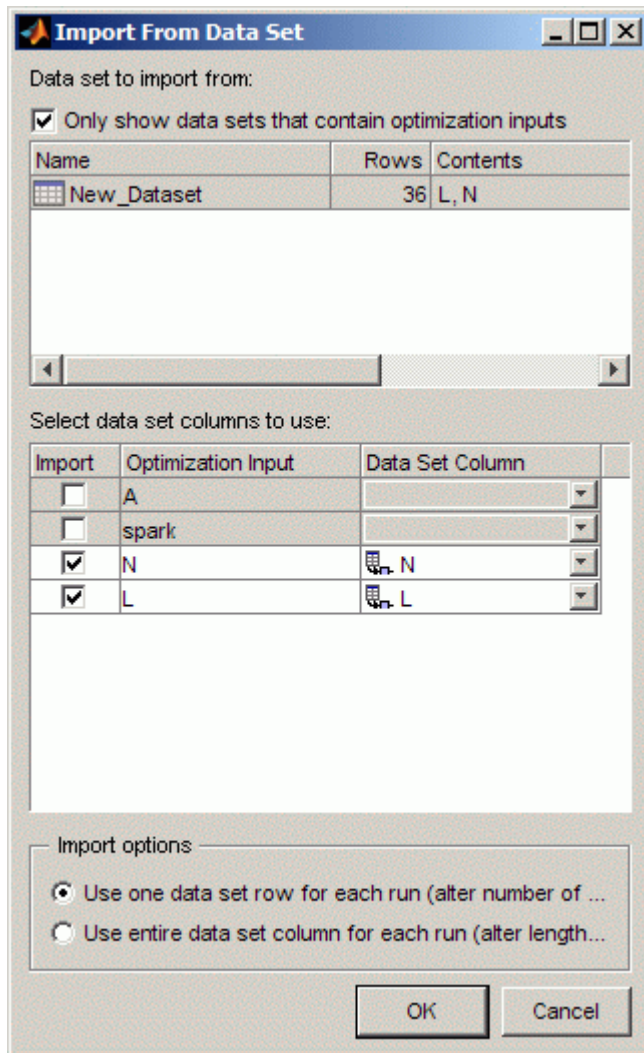 Import From Data Set
Data set to import from:
Only show data sets that contain optimization inputs
Name Rows Contents
New_Dataset 36 L, N
Select data set columns to use:
Import Optimization Input Data Set Column
A
spark
N N
L L
Import options
Use one data set row for each run (alter number of ...
Use entire data set column for each run (alter length...
OK Cancel